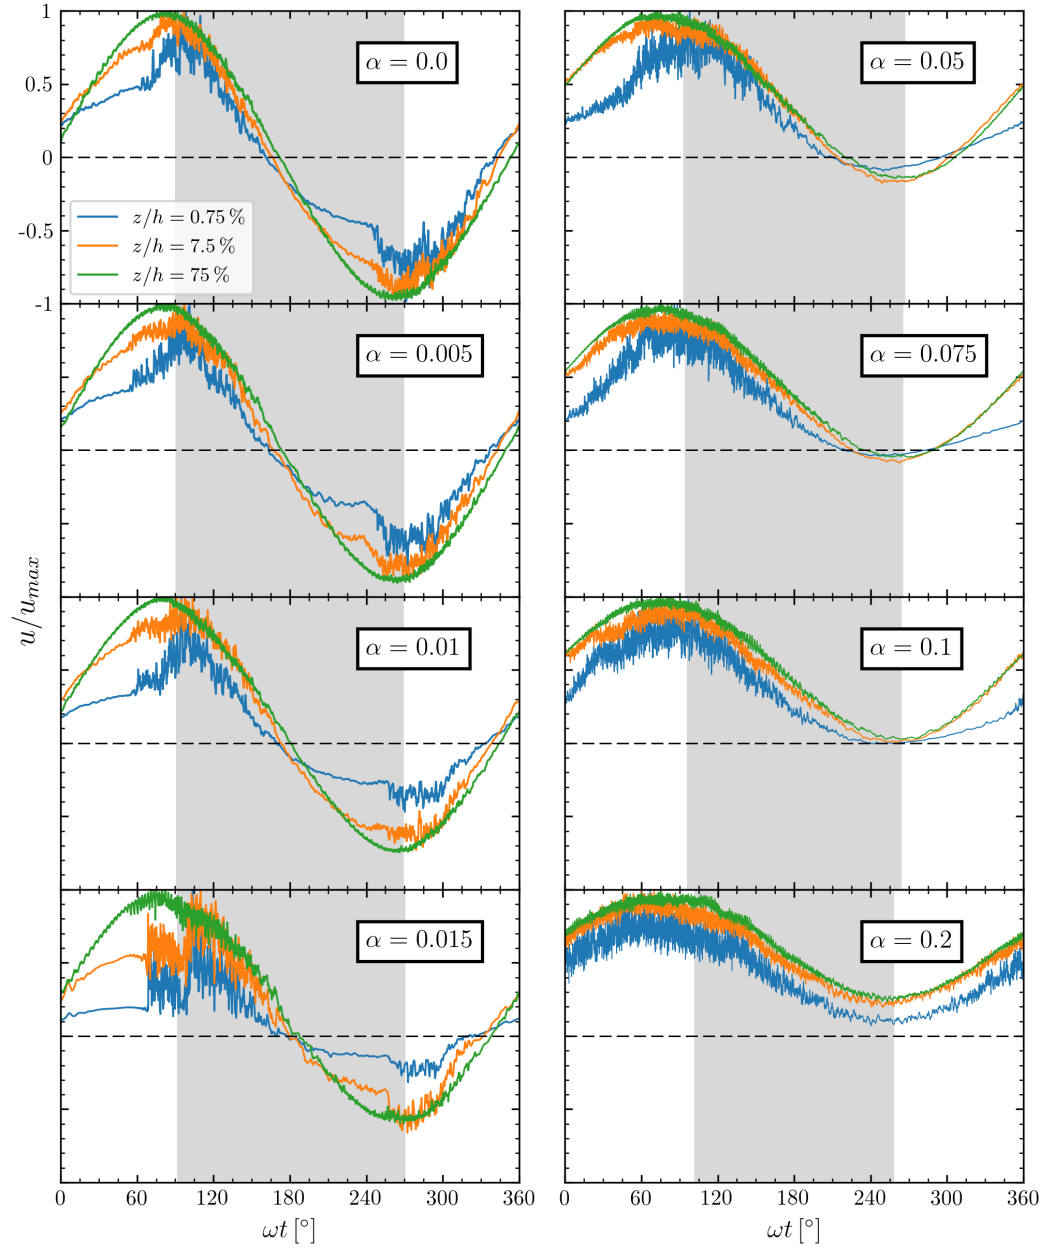 1
0.5
0
-0.5
-1
α = 0.0
z/h = 0.75 %
z/h = 7.5 %
z/h = 75 %
α = 0.05
α = 0.005
α = 0.075
u/u_max
α = 0.01
α = 0.1
α = 0.015
α = 0.2
0 60 120 180 240 300 360
0 60 120 180 240 300 360
ωt [°]
ωt [°]